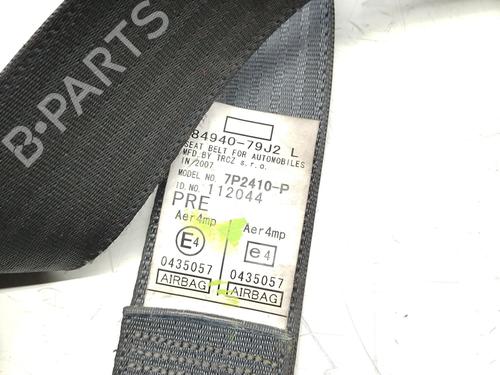 B-PARTS
84940-79J2 L
SEAT BELT FOR AUTOMOBILES
MFD.BY TRCZ s.r.o.
IN/2007
MODEL NO. 7P2410-P
ID.NO. 112044
PRE
Aer4mp Aer4mp
E4 e4
0435057 0435057
AIRBAG AIRBAG